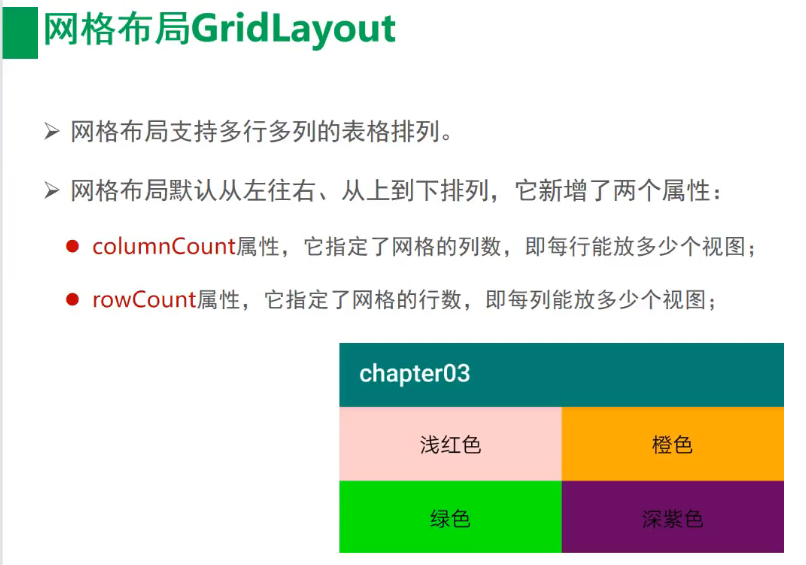 网格布局GridLayout
网格布局支持多行多列的表格排列。
网格布局默认从左往右、从上到下排列，它新增了两个属性：
columnCount属性，它指定了网格的列数，即每行能放多少个视图；
rowCount属性，它指定了网格的行数，即每列能放多少个视图；
chapter03
浅红色 橙色
绿色 深紫色